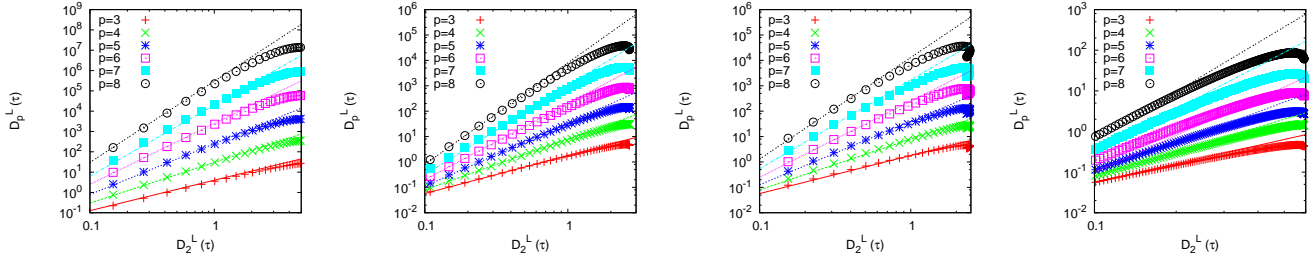 10^9
10^8
10^7
10^6
10^5
10^4
10^3
10^2
10^1
10^0
10^-1
D_p^L (τ)
p=3
p=4
p=5
p=6
p=7
p=8
0.1
1
D_2^L (τ)
10^6
10^5
10^4
10^3
10^2
10^1
10^0
10^-1
10^-2
D_p^L (τ)
p=3
p=4
p=5
p=6
p=7
p=8
0.1
1
D_2^L (τ)
10^6
10^5
10^4
10^3
10^2
10^1
10^0
10^-1
10^-2
D_p^L (τ)
p=3
p=4
p=5
p=6
p=7
p=8
0.1
1
D_2^L (τ)
10^3
10^2
10^1
10^0
10^-1
10^-2
D_p^L (τ)
p=3
p=4
p=5
p=6
p=7
p=8
0.1
D_2^L (τ)